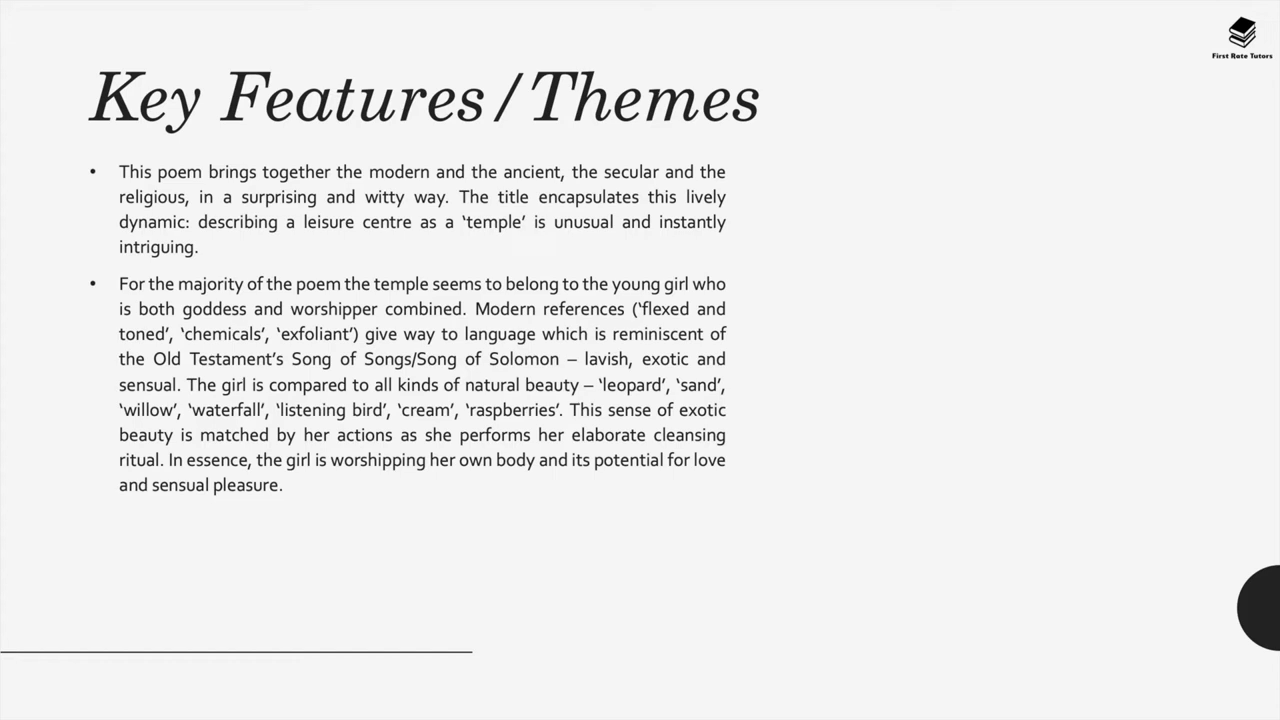 First Rate Tutors
Key Features/Themes
• This poem brings together the modern and the ancient, the secular and the
religious, in a surprising and witty way. The title encapsulates this lively
dynamic: describing a leisure centre as a ‘temple’ is unusual and instantly
intriguing.
• For the majority of the poem the temple seems to belong to the young girl who
is both goddess and worshipper combined. Modern references (‘flexed and
toned’, ‘chemicals’, ‘exfoliant’) give way to language which is reminiscent of
the Old Testament’s Song of Songs/Song of Solomon – lavish, exotic and
sensual. The girl is compared to all kinds of natural beauty – ‘leopard’, ‘sand’,
‘willow’, ‘waterfall’, ‘listening bird’, ‘cream’, ‘raspberries’. This sense of exotic
beauty is matched by her actions as she performs her elaborate cleansing
ritual. In essence, the girl is worshipping her own body and its potential for love
and sensual pleasure.